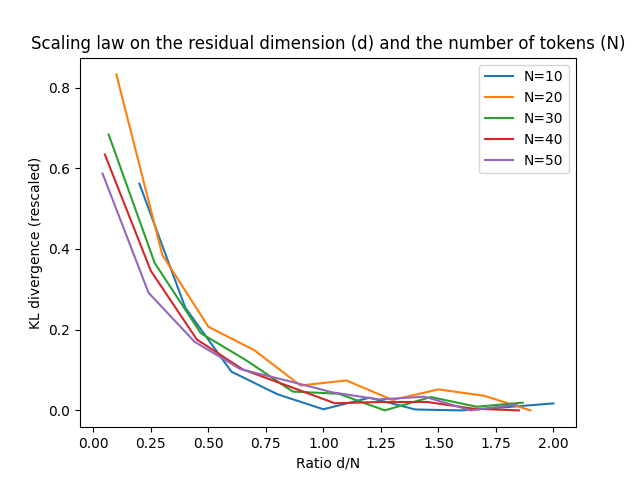 Scaling law on the residual dimension (d) and the number of tokens (N)
N=10
N=20
N=30
N=40
N=50
KL divergence (rescaled)
0.8
0.6
0.4
0.2
0.0
0.00 0.25 0.50 0.75 1.00 1.25 1.50 1.75 2.00
Ratio d/N